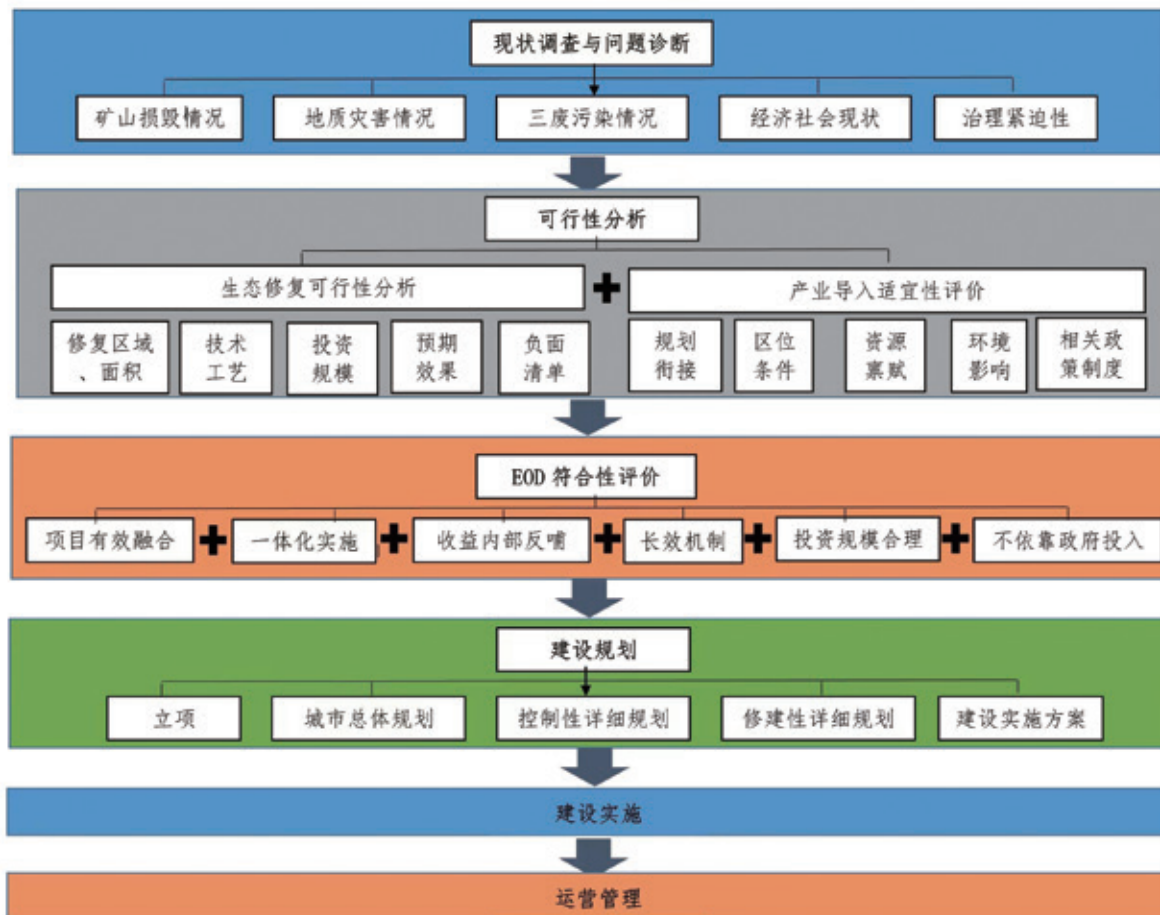 现状调查与问题诊断
矿山损毁情况
地质灾害情况
三废污染情况
经济社会现状
治理紧迫性
可行性分析
生态修复可行性分析
产业导入适宜性评价
修复区域
、面积
技术
工艺
投资
规模
预期
效果
负面
清单
规划
衔接
区位
条件
资源
禀赋
环境
影响
相关政
策制度
EOD 符合性评价
项目有效融合
一体化实施
收益内部反哺
长效机制
投资规模合理
不依靠政府投入
建设规划
立项
城市总体规划
控制性详细规划
修建性详细规划
建设实施方案
建设实施
运营管理